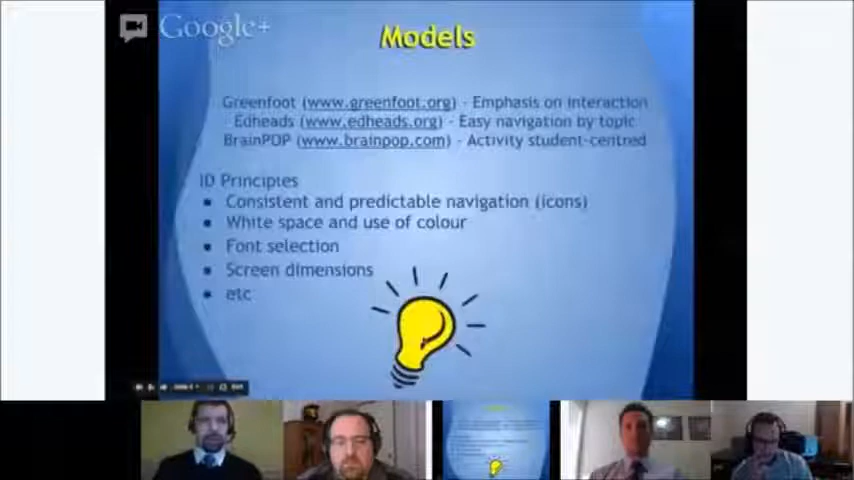 Google+
Models
Greenfoot (www.greenfoot.org) - Emphasis on interaction
Edheads (www.edheads.org) - Easy navigation by topic
BrainPOP (www.brainpop.com) - Activity student-centred
ID Principles
● Consistent and predictable navigation (icons)
● White space and use of colour
● Font selection
● Screen dimensions
● etc